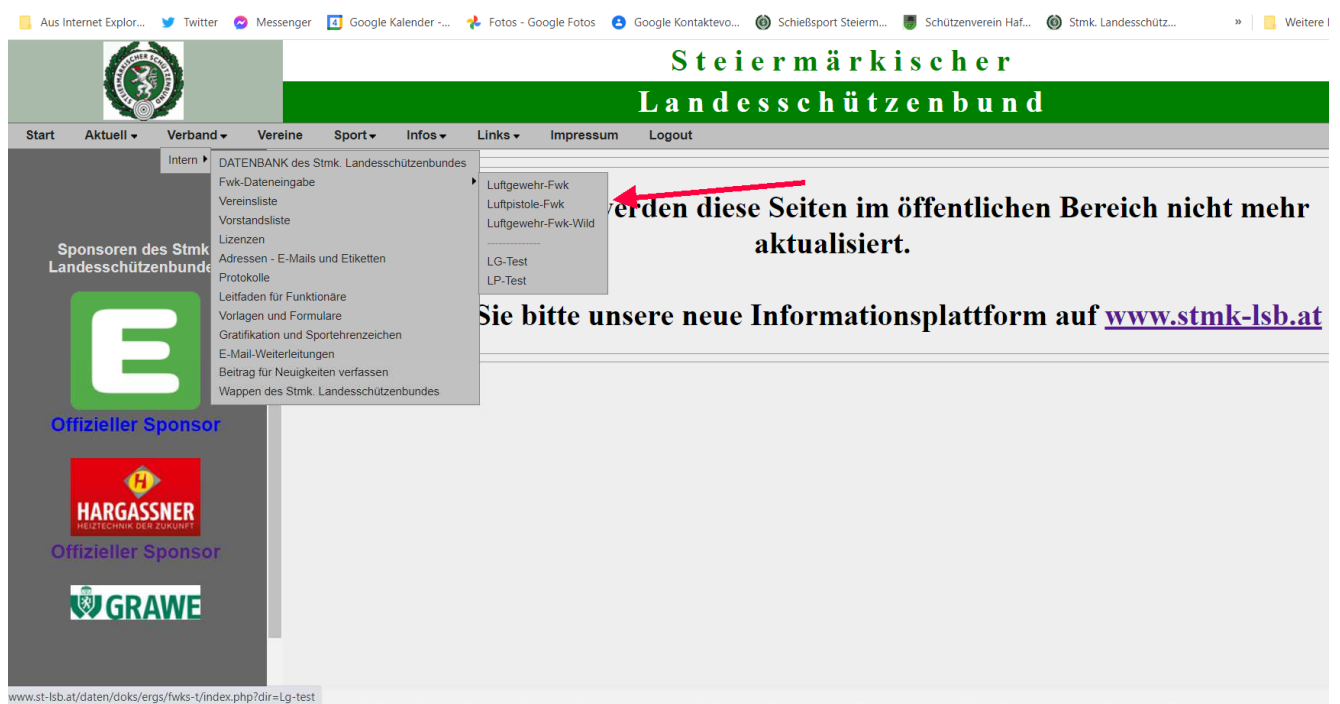 Aus Internet Explor... Twitter Messenger Google Kalender -... Fotos - Google Fotos Google Kontaktevo... Schießsport Steierm... Schützenverein Haf... Stmk. Landesschütz... » Weitere
STEIERMÄRKISCHER SCHÜTZENBUND
Steiermärkischer
Landesschützenbund
Start Aktuell Verband Vereine Sport Infos Links Impressum Logout
Intern
DATENBANK des Stmk. Landesschützenbundes
Fwk-Dateneingabe
Vereinsliste
Vorstandsliste
Lizenzen
Adressen - E-Mails und Etiketten
Protokolle
Leitfaden für Funktionäre
Vorlagen und Formulare
Gratifikation und Sportehrenzeichen
E-Mail-Weiterleitungen
Beitrag für Neuigkeiten verfassen
Wappen des Stmk. Landesschützenbundes
Luftgewehr-Fwk
Luftpistole-Fwk
Luftgewehr-Fwk-Wild
--------------
LG-Test
LP-Test
werden diese Seiten im öffentlichen Bereich nicht mehr
aktualisiert.
Sie bitte unsere neue Informationsplattform auf www.stmk-lsb.at
Sponsoren des Stmk
Landesschützenbunde
E
Offizieller Sponsor
H
HARGASSNER
HEIZTECHNIK DER ZUKUNFT
Offizieller Sponsor
GRAWE
www.st-lsb.at/daten/doks/ergs/fwks-t/index.php?dir=Lg-test